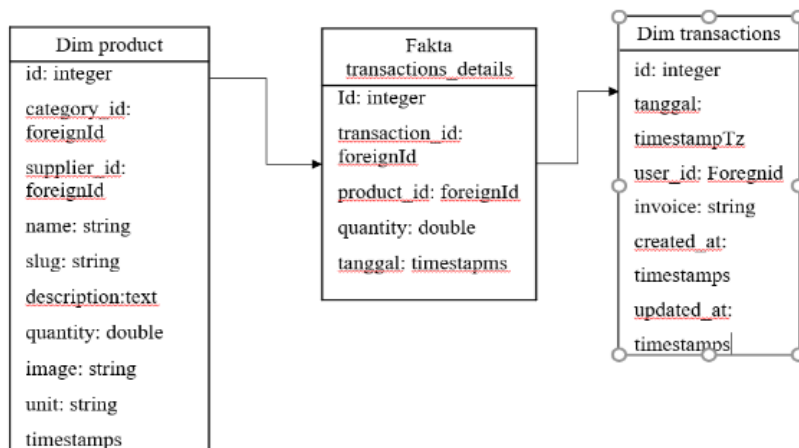 Dim product
id: integer
category_id:
foreignId
supplier_id:
foreignId
name: string
slug: string
description:text
quantity: double
image: string
unit: string
timestamps
Fakta
transactions_details
Id: integer
transaction_id:
foreignId
product_id: foreignId
quantity: double
tanggal: timestapms
Dim transactions
id: integer
tanggal:
timestampTz
user_id: Foregnid
invoice: string
created_at:
timestamps
updated_at:
timestamps